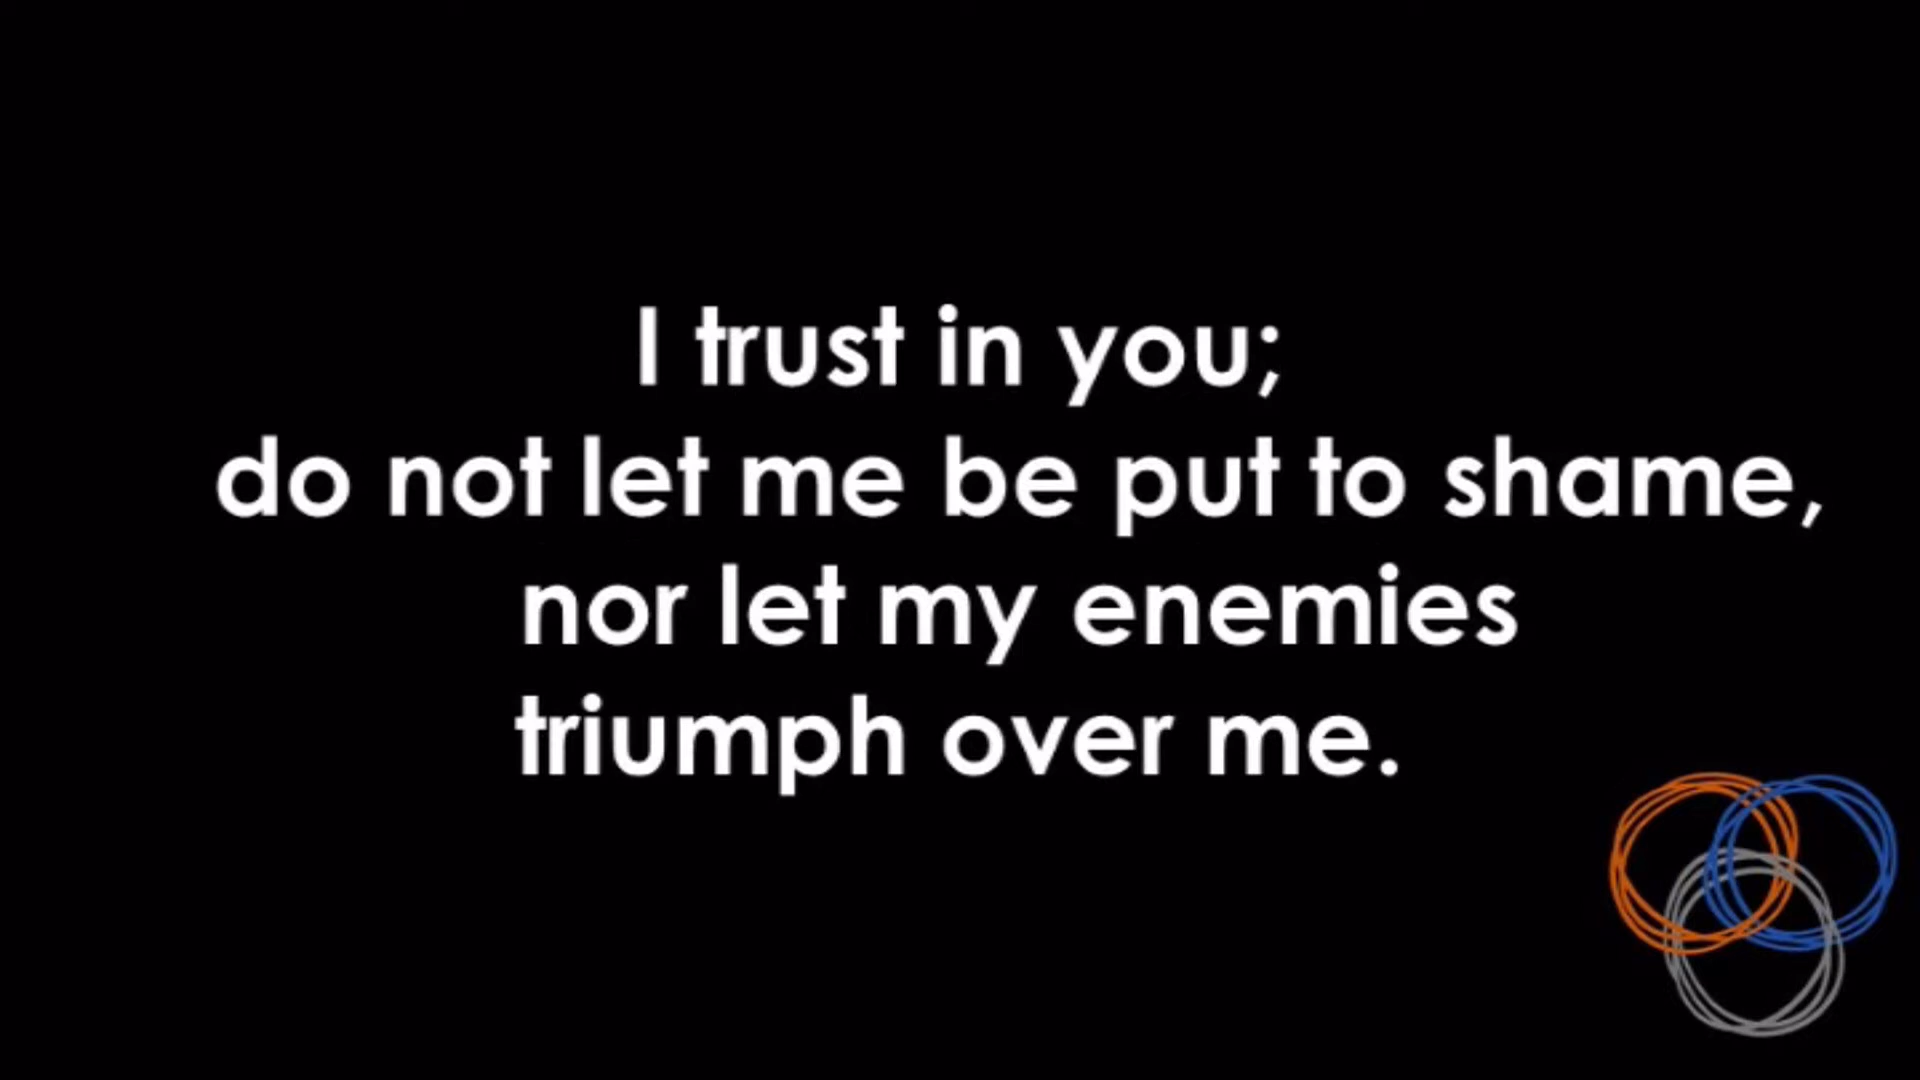 I trust in you;
do not let me be put to shame,
nor let my enemies
triumph over me.